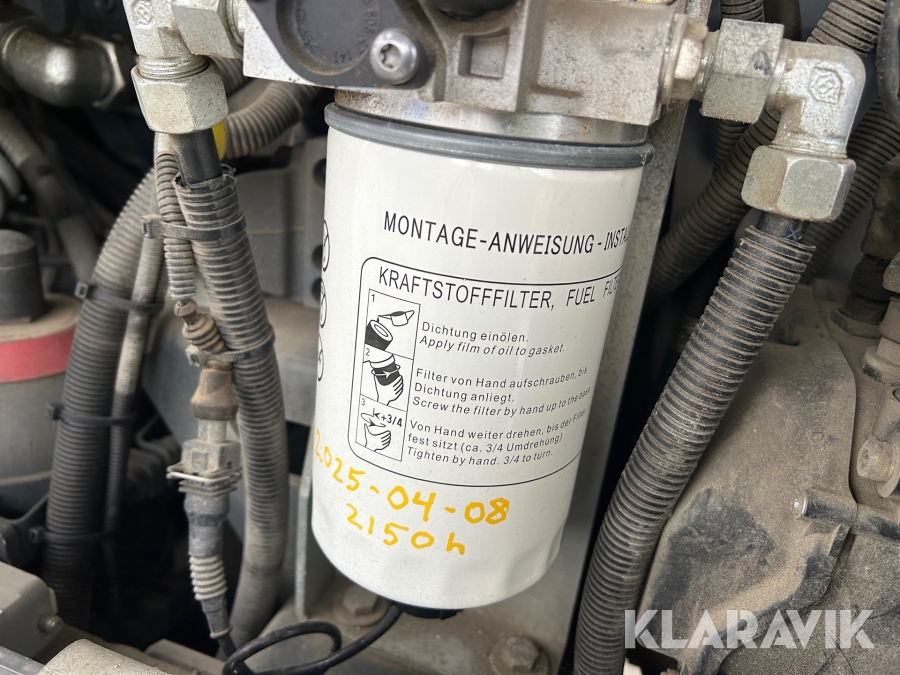 MONTAGE-ANWEISUNG-
KRAFTSTOFFFILTER, FUEL
1
Dichtung einölen.
Apply film of oil to gasket.
2
Filter von Hand aufschrauben, bis
Dichtung anliegt.
Screw the filter by hand up to the
3
+3/4
Von Hand weiter drehen, bis der Filter
fest sitzt (ca. 3/4 Umdrehung)
Tighten by hand. 3/4 to turn.
2025-04-08
2150h
KLARAVIK